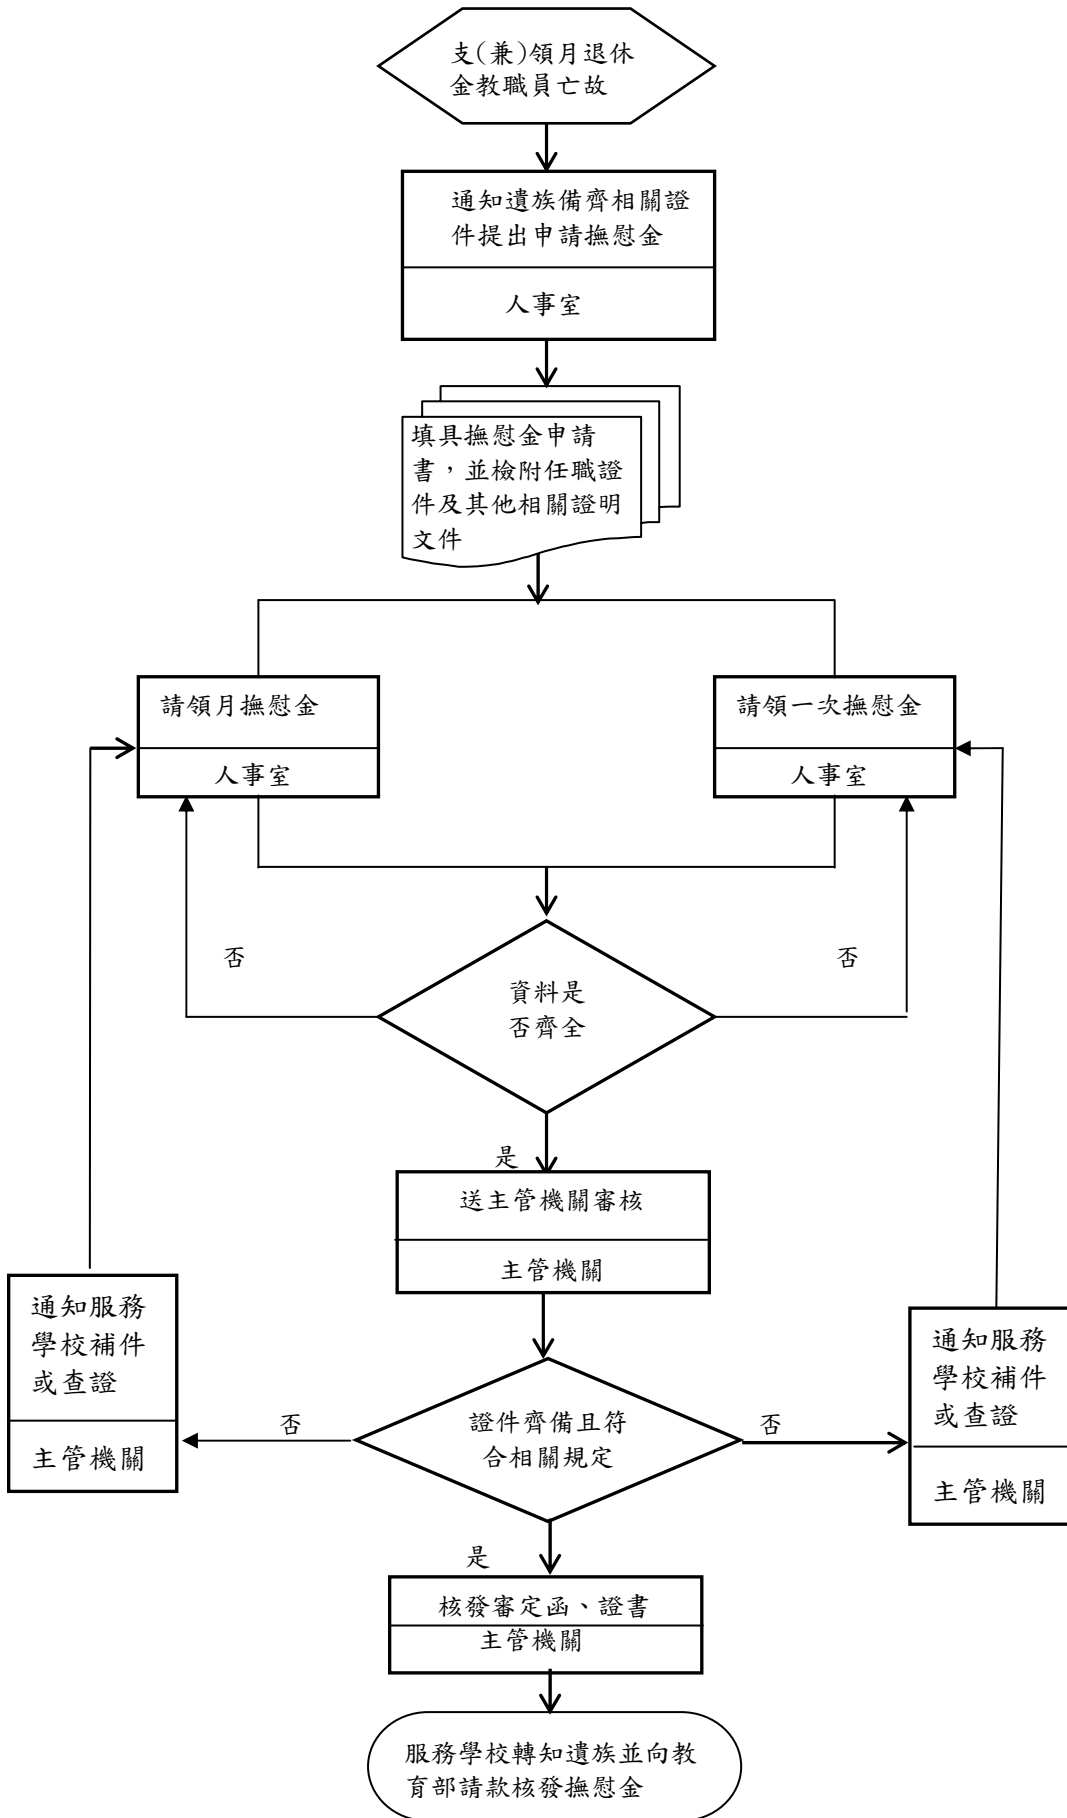 支(兼)領月退休
金教職員亡故
通知遺族備齊相關證
件提出申請撫慰金
人事室
填具撫慰金申請
書，並檢附任職證
件及其他相關證明
文件
請領月撫慰金
人事室
請領一次撫慰金
人事室
否
否
資料是
否齊全
是
送主管機關審核
主管機關
通知服務
學校補件
或查證
主管機關
否
證件齊備且符
合相關規定
否
通知服務
學校補件
或查證
主管機關
是
核發審定函、證書
主管機關
服務學校轉知遺族並向教
育部請款核發撫慰金